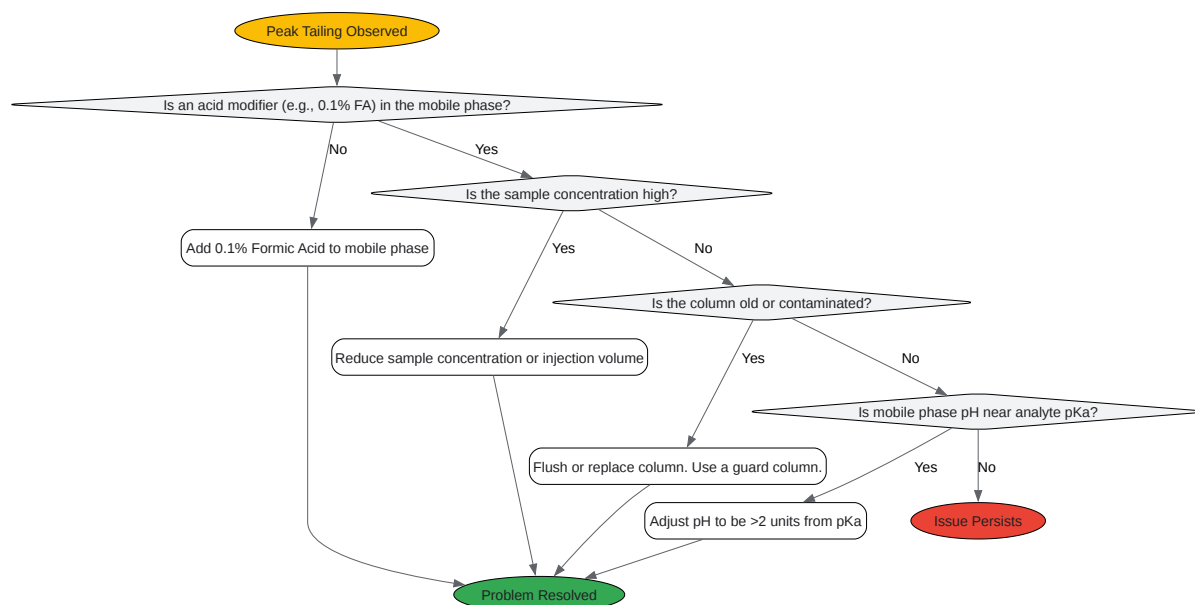 Peak Tailing Observed
Is an acid modifier (e.g., 0.1% FA) in the mobile phase?
No
Yes
Is the sample concentration high?
Add 0.1% Formic Acid to mobile phase
Yes
No
Is the column old or contaminated?
Reduce sample concentration or injection volume
Yes
No
Is mobile phase pH near analyte pKa?
Flush or replace column. Use a guard column.
Yes
No
Adjust pH to be >2 units from pKa
Issue Persists
Problem Resolved